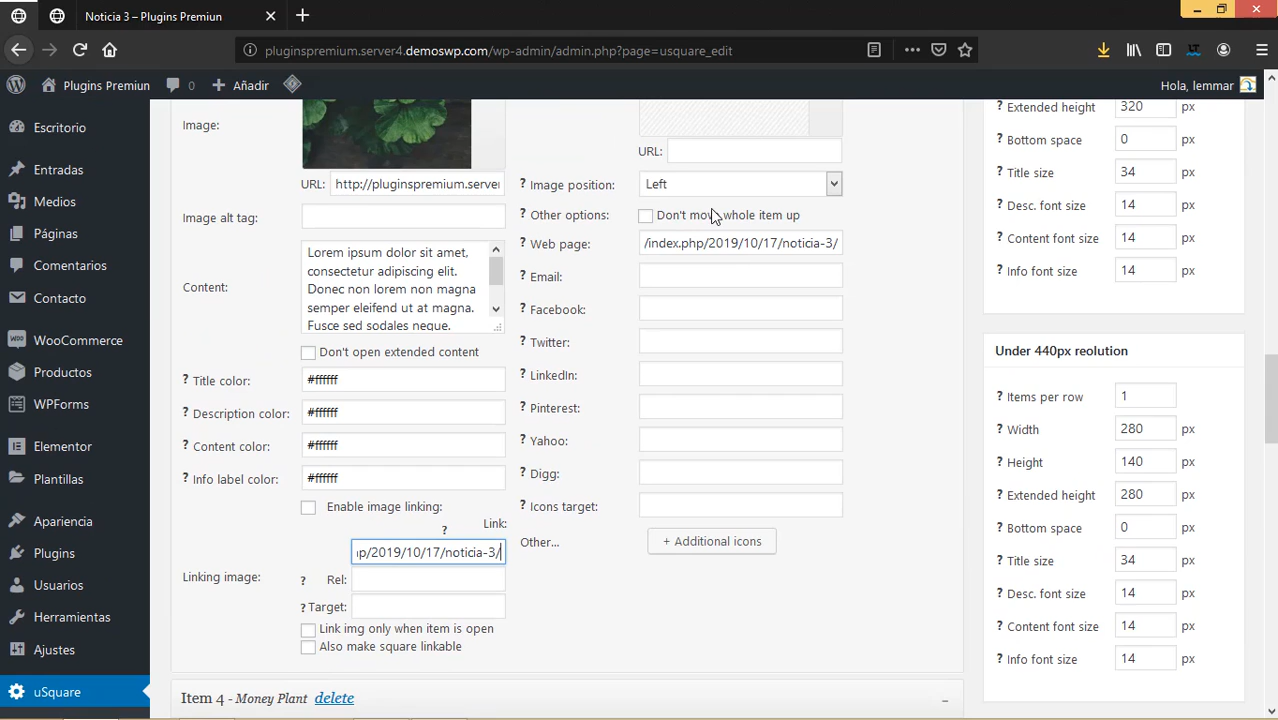 Noticia 3 – Plugins Premiun
pluginspremium.server4.demoswp.com/wp-admin/admin.php?page=usquare_edit
Plugins Premiun
0
Añadir
Hola, lemmar
Escritorio
Entradas
Medios
Páginas
Comentarios
Contacto
WooCommerce
Productos
WPForms
Elementor
Plantillas
Apariencia
Plugins
Usuarios
Herramientas
Ajustes
uSquare
Image:
URL: http://pluginspremium.server
Image alt tag:
Content:
Lorem ipsum dolor sit amet,
consectetur adipiscing elit.
Donec non lorem non magna
semper eleifend ut at magna.
Fusce sed sodales neque.
Don't open extended content
? Title color: #ffffff
? Description color: #ffffff
? Content color: #ffffff
? Info label color: #ffffff
Linking image:
Enable image linking:
Link:
?
p/2019/10/17/noticia-3/
? Rel:
? Target:
Link img only when item is open
Also make square linkable
Item 4 - Money Plant delete
URL:
? Image position: Left
? Other options: Don't move whole item up
? Web page: /index.php/2019/10/17/noticia-3/
? Email:
? Facebook:
? Twitter:
? LinkedIn:
? Pinterest:
? Yahoo:
? Digg:
? Icons target:
Other... + Additional icons
? Extended height 320 px
? Bottom space 0 px
? Title size 34 px
? Desc. font size 14 px
? Content font size 14 px
? Info font size 14 px
Under 440px reolution
? Items per row 1
? Width 280 px
? Height 140 px
? Extended height 280 px
? Bottom space 0 px
? Title size 34 px
? Desc. font size 14 px
? Content font size 14 px
? Info font size 14 px